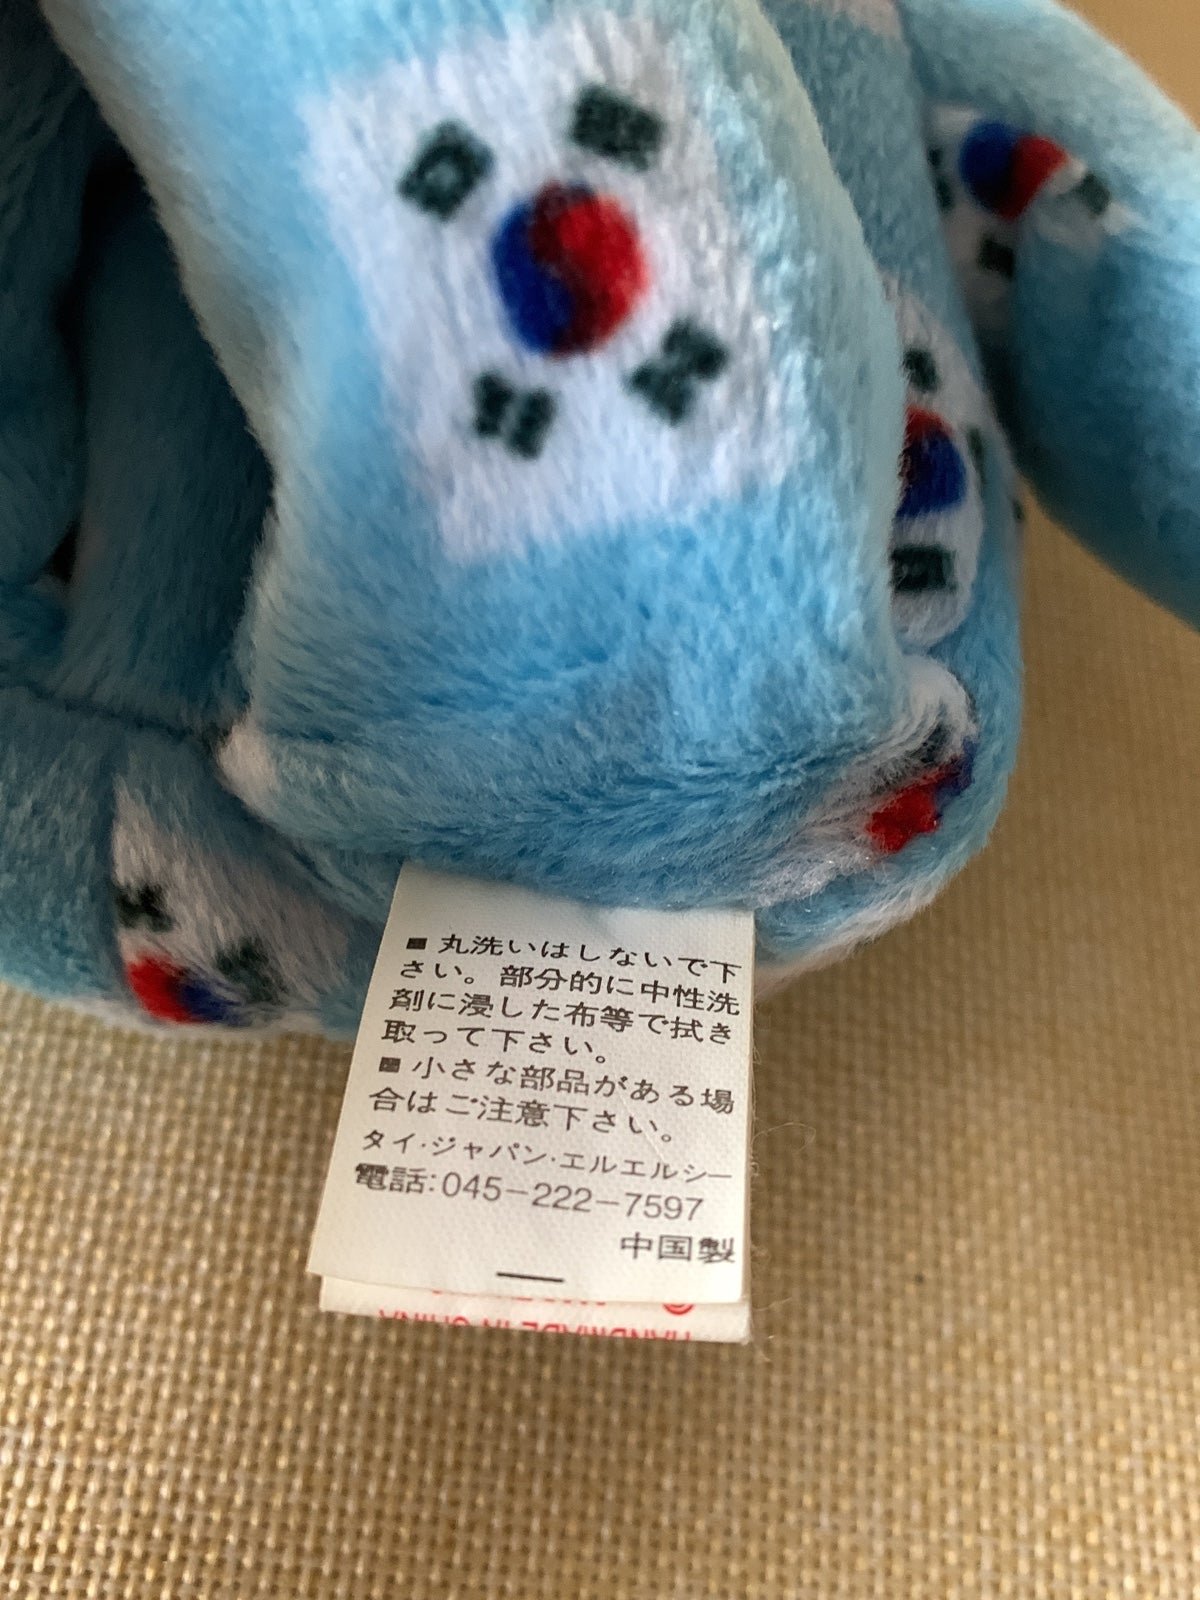 ■ 丸洗いはしないで下
さい。部分的に中性洗
剤に浸した布等で拭き
取って下さい。
■ 小さな部品がある場
合はご注意下さい。
タイ・ジャパン・エルエルシー
電話:045-222-7597
中国製
HANDMADE IN CHINA